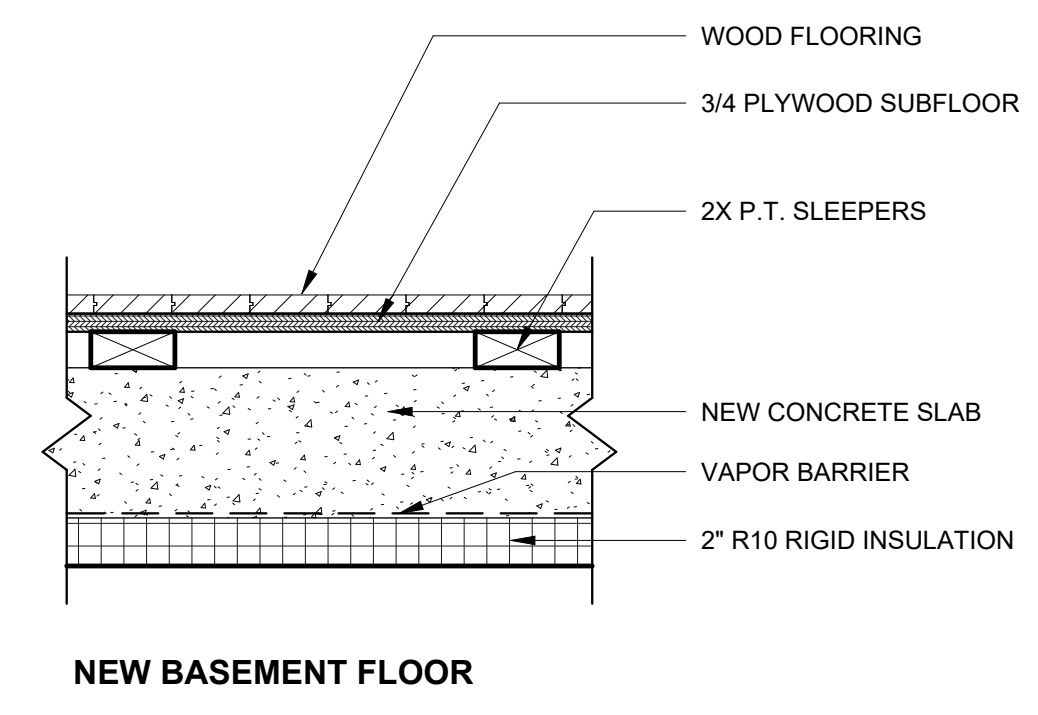 WOOD FLOORING
3/4 PLYWOOD SUBFLOOR
2X P.T. SLEEPERS
NEW CONCRETE SLAB
VAPOR BARRIER
2" R10 RIGID INSULATION
NEW BASEMENT FLOOR